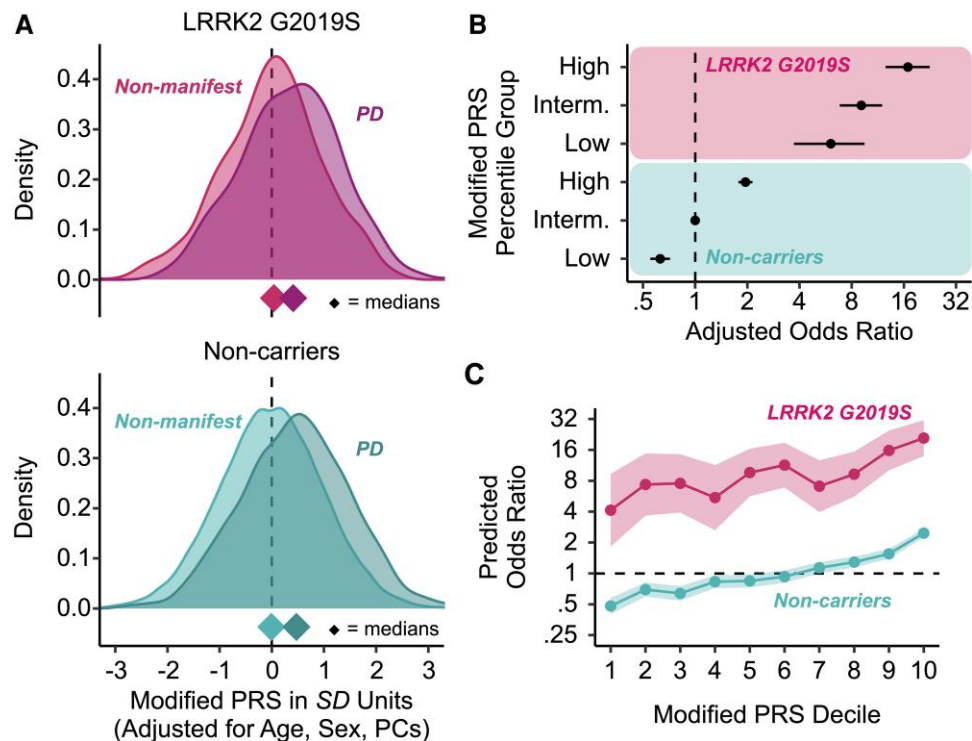 A
LRRK2 G2019S
Non-manifest
PD
Density
0.4
0.3
0.2
0.1
0.0
◆ = medians
Non-carriers
Non-manifest
PD
Density
0.4
0.3
0.2
0.1
0.0
◆ = medians
-3 -2 -1 0 1 2 3
Modified PRS in SD Units
(Adjusted for Age, Sex, PCs)
B
Modified PRS
Percentile Group
High
Interm.
Low
High
Interm.
Low
LRRK2 G2019S
Non-carriers
.5 1 2 4 8 16 32
Adjusted Odds Ratio
C
LRRK2 G2019S
Predicted
Odds Ratio
32
16
8
4
2
1
.5
.25
Non-carriers
1 2 3 4 5 6 7 8 9 10
Modified PRS Decile